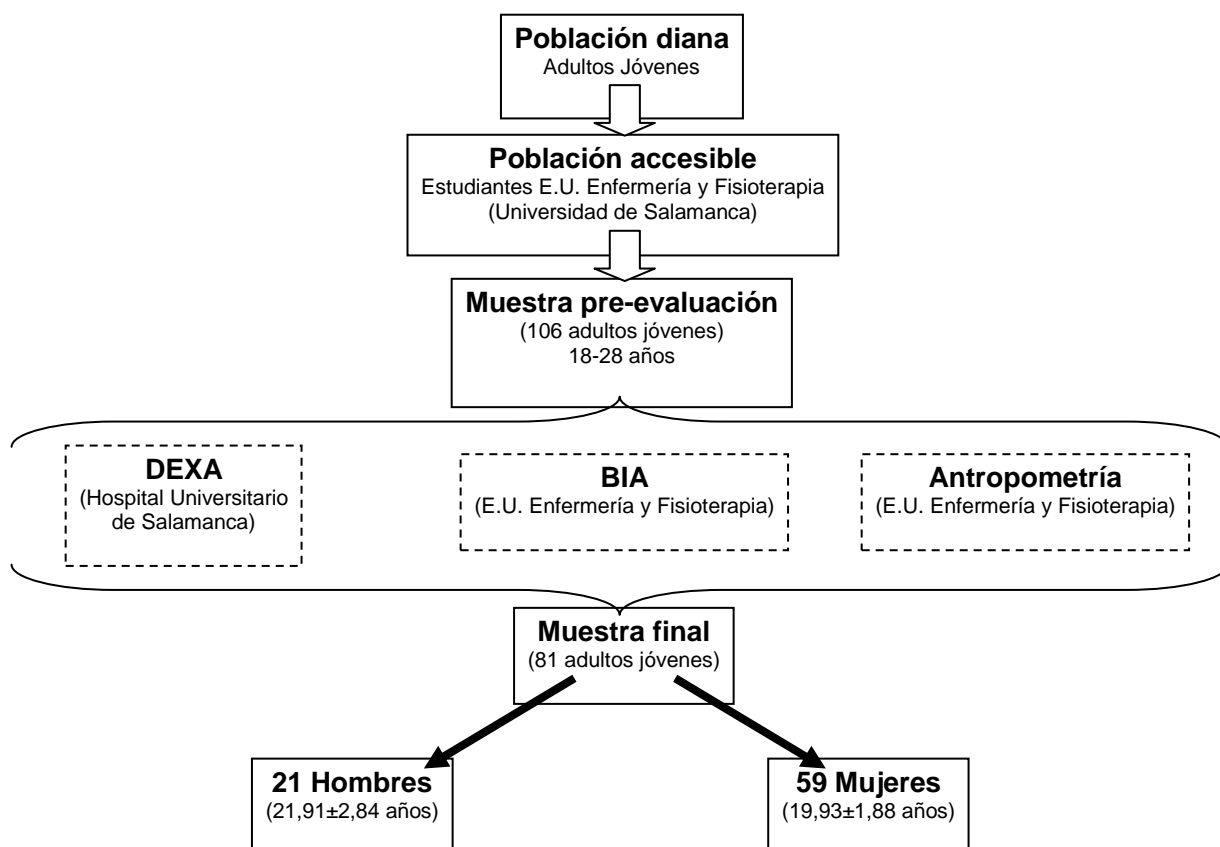 Población diana
Adultos Jóvenes
Población accesible
Estudiantes E.U. Enfermería y Fisioterapia
(Universidad de Salamanca)
Muestra pre-evaluación
(106 adultos jóvenes)
18-28 años
DEXA
(Hospital Universitario
de Salamanca)
BIA
(E.U. Enfermería y Fisioterapia)
Antropometría
(E.U. Enfermería y Fisioterapia)
Muestra final
(81 adultos jóvenes)
21 Hombres
(21,91±2,84 años)
59 Mujeres
(19,93±1,88 años)